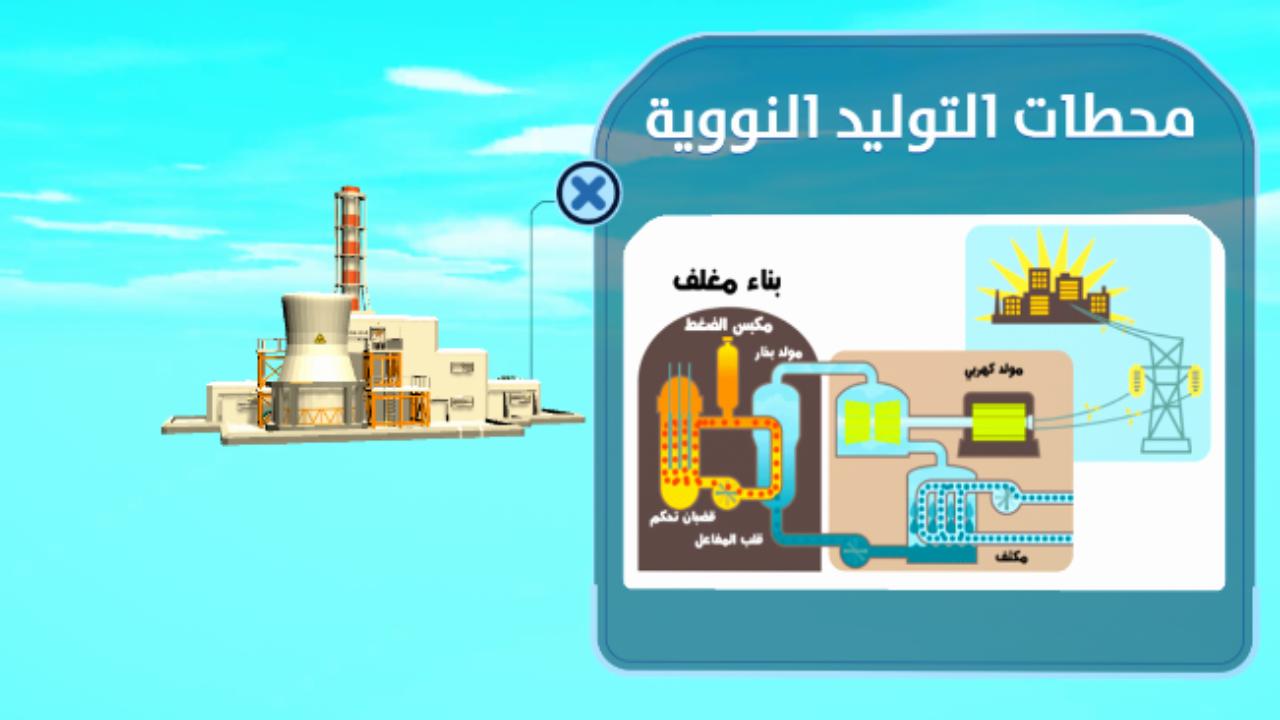 محطات التوليد النووية
بناء مغلف
مكبس الضغط
مولد بخار
مولد كهربي
قضبان تحكم
قلب المفاعل
مكثف